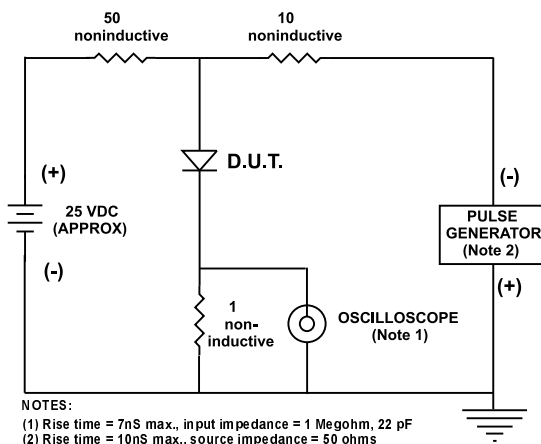 50
noninductive
10
noninductive
D.U.T.
(+)
25 VDC
(APPROX)
(-)
(-)
PULSE
GENERATOR
(Note 2)
(+)
1
non-
inductive
OSCILLOSCOPE
(Note 1)
NOTES:
(1) Rise time = 7nS max., input impedance = 1 Megohm, 22 pF
(2) Rise time = 10nS max., source impedance = 50 ohms